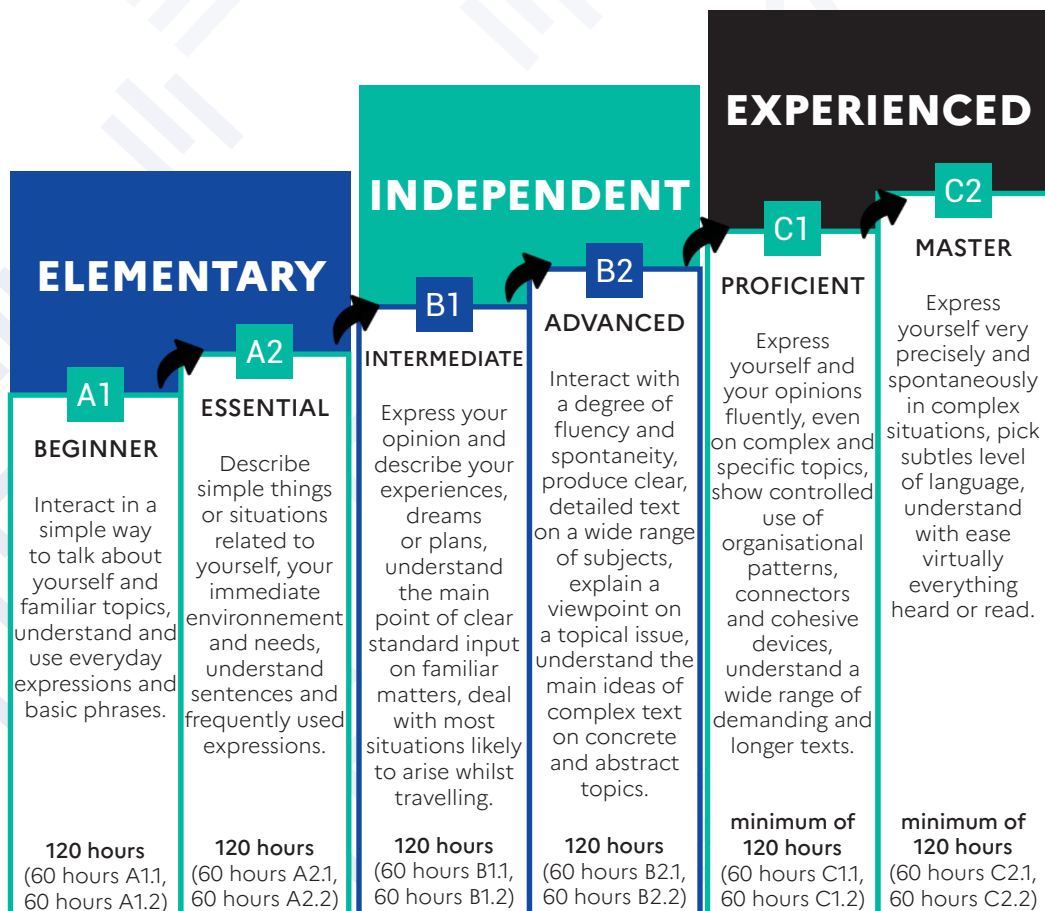 ELEMENTARY
A1
BEGINNER
Interact in a
simple way
to talk about
yourself and
familiar topics,
understand and
use everyday
expressions and
basic phrases.
120 hours
(60 hours A1.1,
60 hours A1.2)
A2
ESSENTIAL
Describe
simple things
or situations
related to
yourself, your
immediate
environnement
and needs,
understand
sentences and
frequently used
expressions.
120 hours
(60 hours A2.1,
60 hours A2.2)
INDEPENDENT
B1
INTERMEDIATE
Express your
opinion and
describe your
experiences,
dreams
or plans,
understand
the main
point of clear
standard input
on familiar
matters, deal
with most
situations likely
to arise whilst
travelling.
120 hours
(60 hours B1.1,
60 hours B1.2)
B2
ADVANCED
Interact with
a degree of
fluency and
spontaneity,
produce clear,
detailed text
on a wide range
of subjects,
explain a
viewpoint on
a topical issue,
understand the
main ideas of
complex text
on concrete
and abstract
topics.
120 hours
(60 hours B2.1,
60 hours B2.2)
EXPERIENCED
C1
PROFICIENT
Express
yourself and
your opinions
fluently, even
on complex and
specific topics,
show controlled
use of
organisational
patterns,
connectors
and cohesive
devices,
understand a
wide range of
demanding and
longer texts.
minimum of
120 hours
(60 hours C1.1,
60 hours C1.2)
C2
MASTER
Express
yourself very
precisely and
spontaneously
in complex
situations, pick
subtles level
of language,
understand
with ease
virtually
everything
heard or read.
minimum of
120 hours
(60 hours C2.1,
60 hours C2.2)